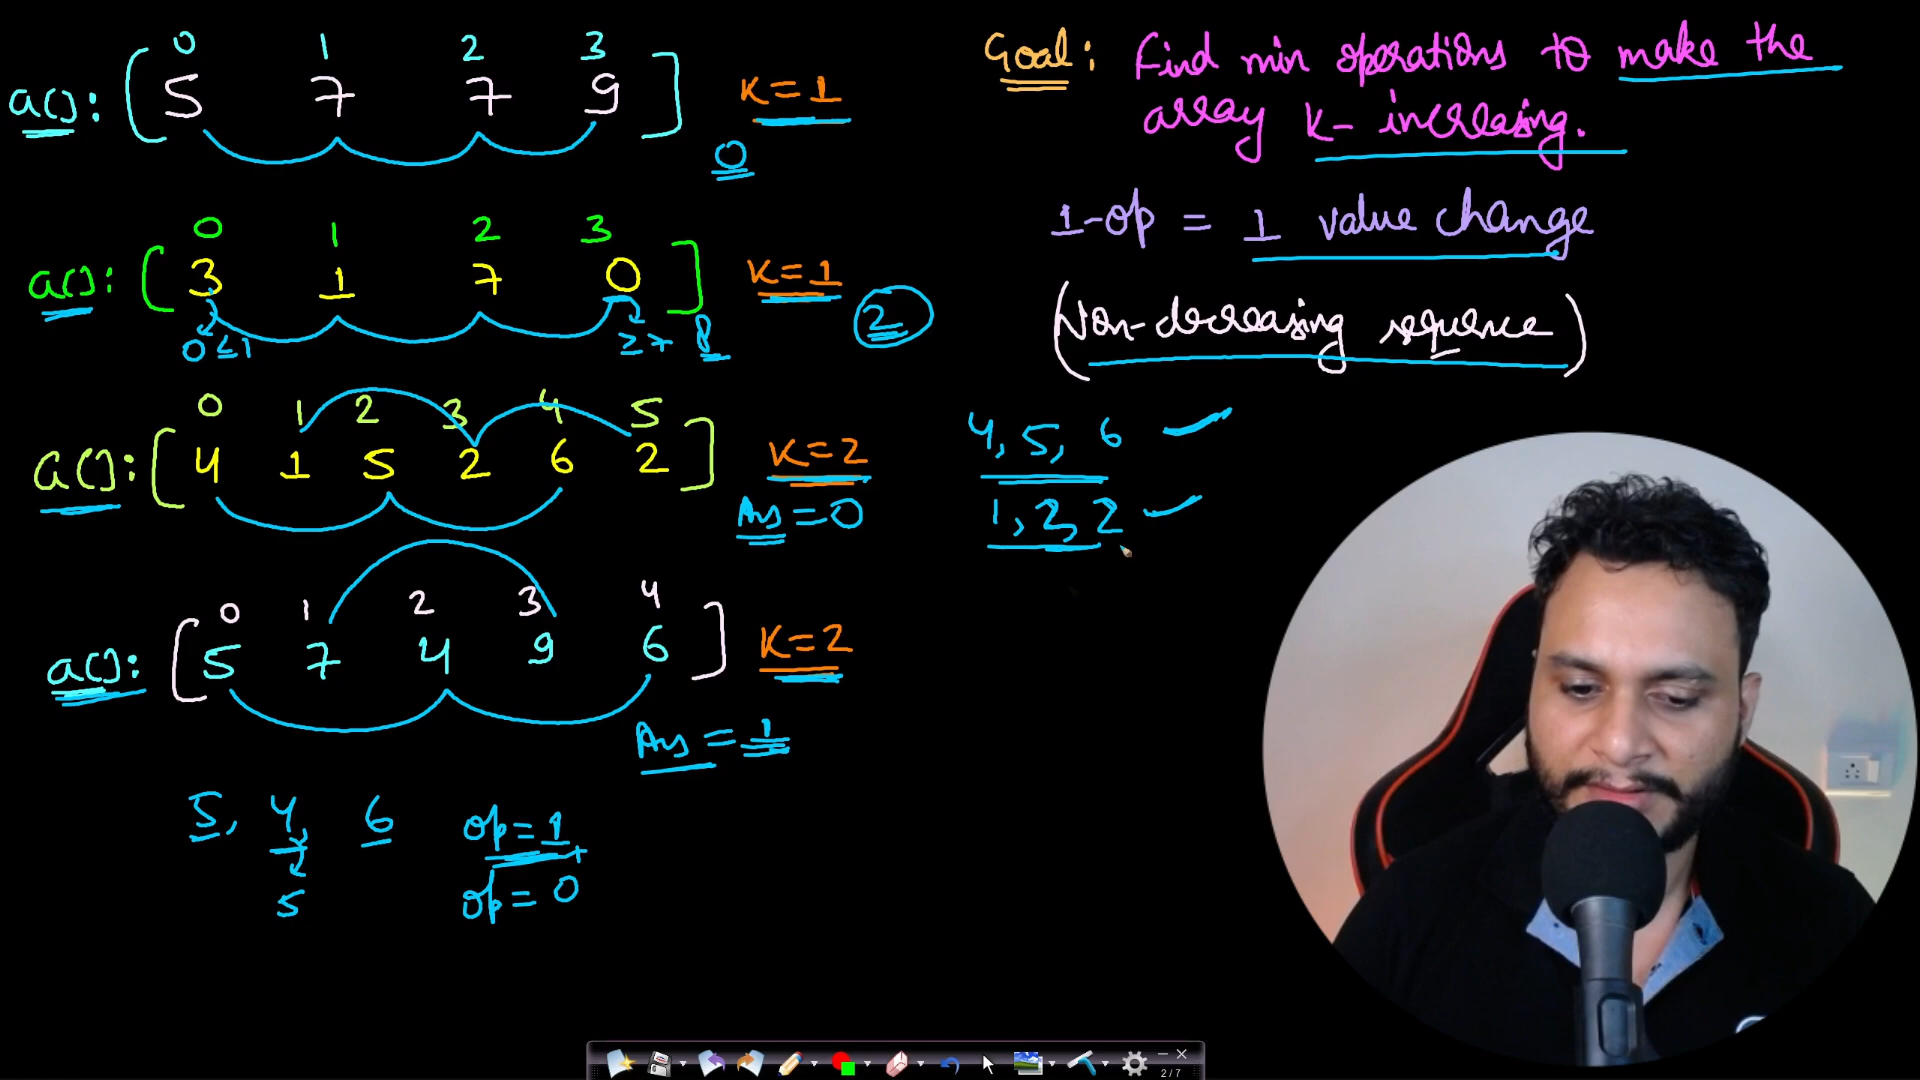 0 1 2 3
a(): [ 5 7 7 9 ] K=1
0
0 1 2 3
a(): [ 3 1 7 0 ] K=1
2
0≤1 ≥7 8
0 1 2 3 4 5
a(): [ 4 1 5 2 6 2 ] K=2
Ans=0
0 1 2 3 4
a(): [ 5 7 4 9 6 ] K=2
Ans=1
5, 4 6 op=1
5 op=0
Goal: Find min operations to make the
array K-increasing.
1-op = 1 value change
(Non-decreasing sequence)
4, 5, 6
1, 2, 2
2/7